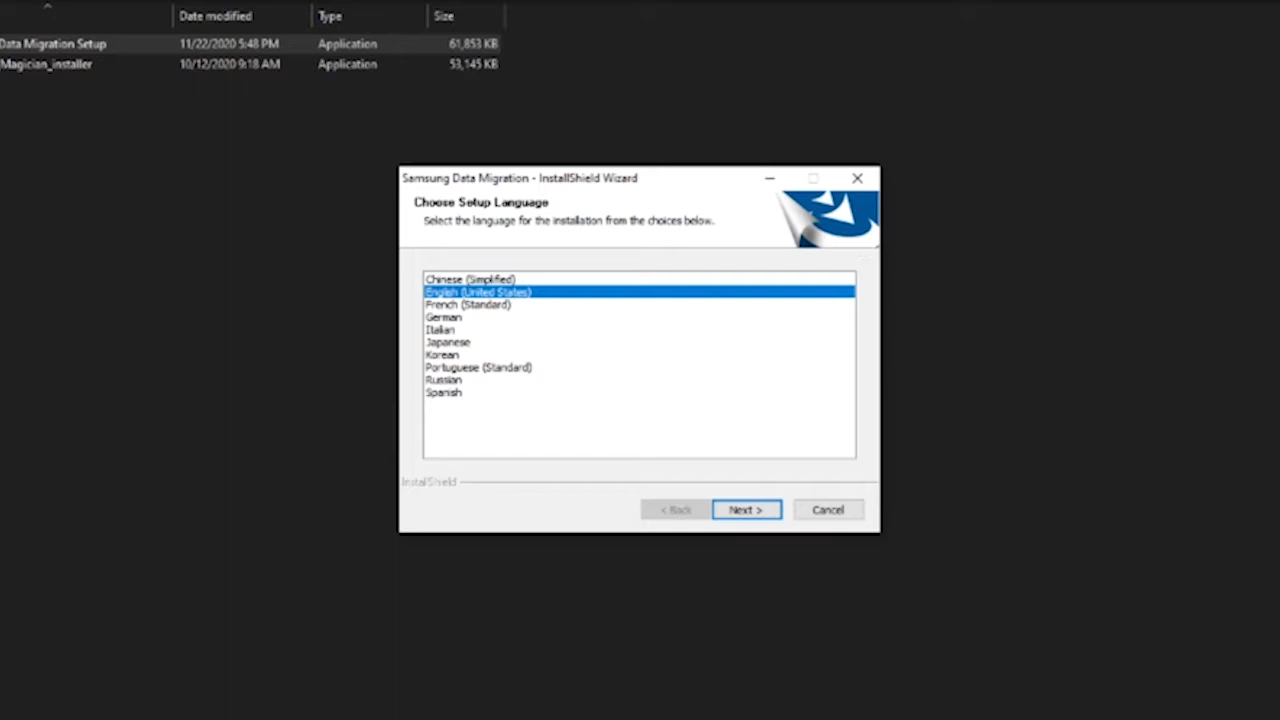 Date modified Type Size
Data Migration Setup 11/22/2020 5:48 PM Application 61,853 KB
Magician_installer 10/12/2020 9:18 AM Application 53,145 KB
Samsung Data Migration - InstallShield Wizard
Choose Setup Language
Select the language for the installation from the choices below.
Chinese (Simplified)
English (United States)
French (Standard)
German
Italian
Japanese
Korean
Portuguese (Standard)
Russian
Spanish
InstallShield
< Back Next > Cancel